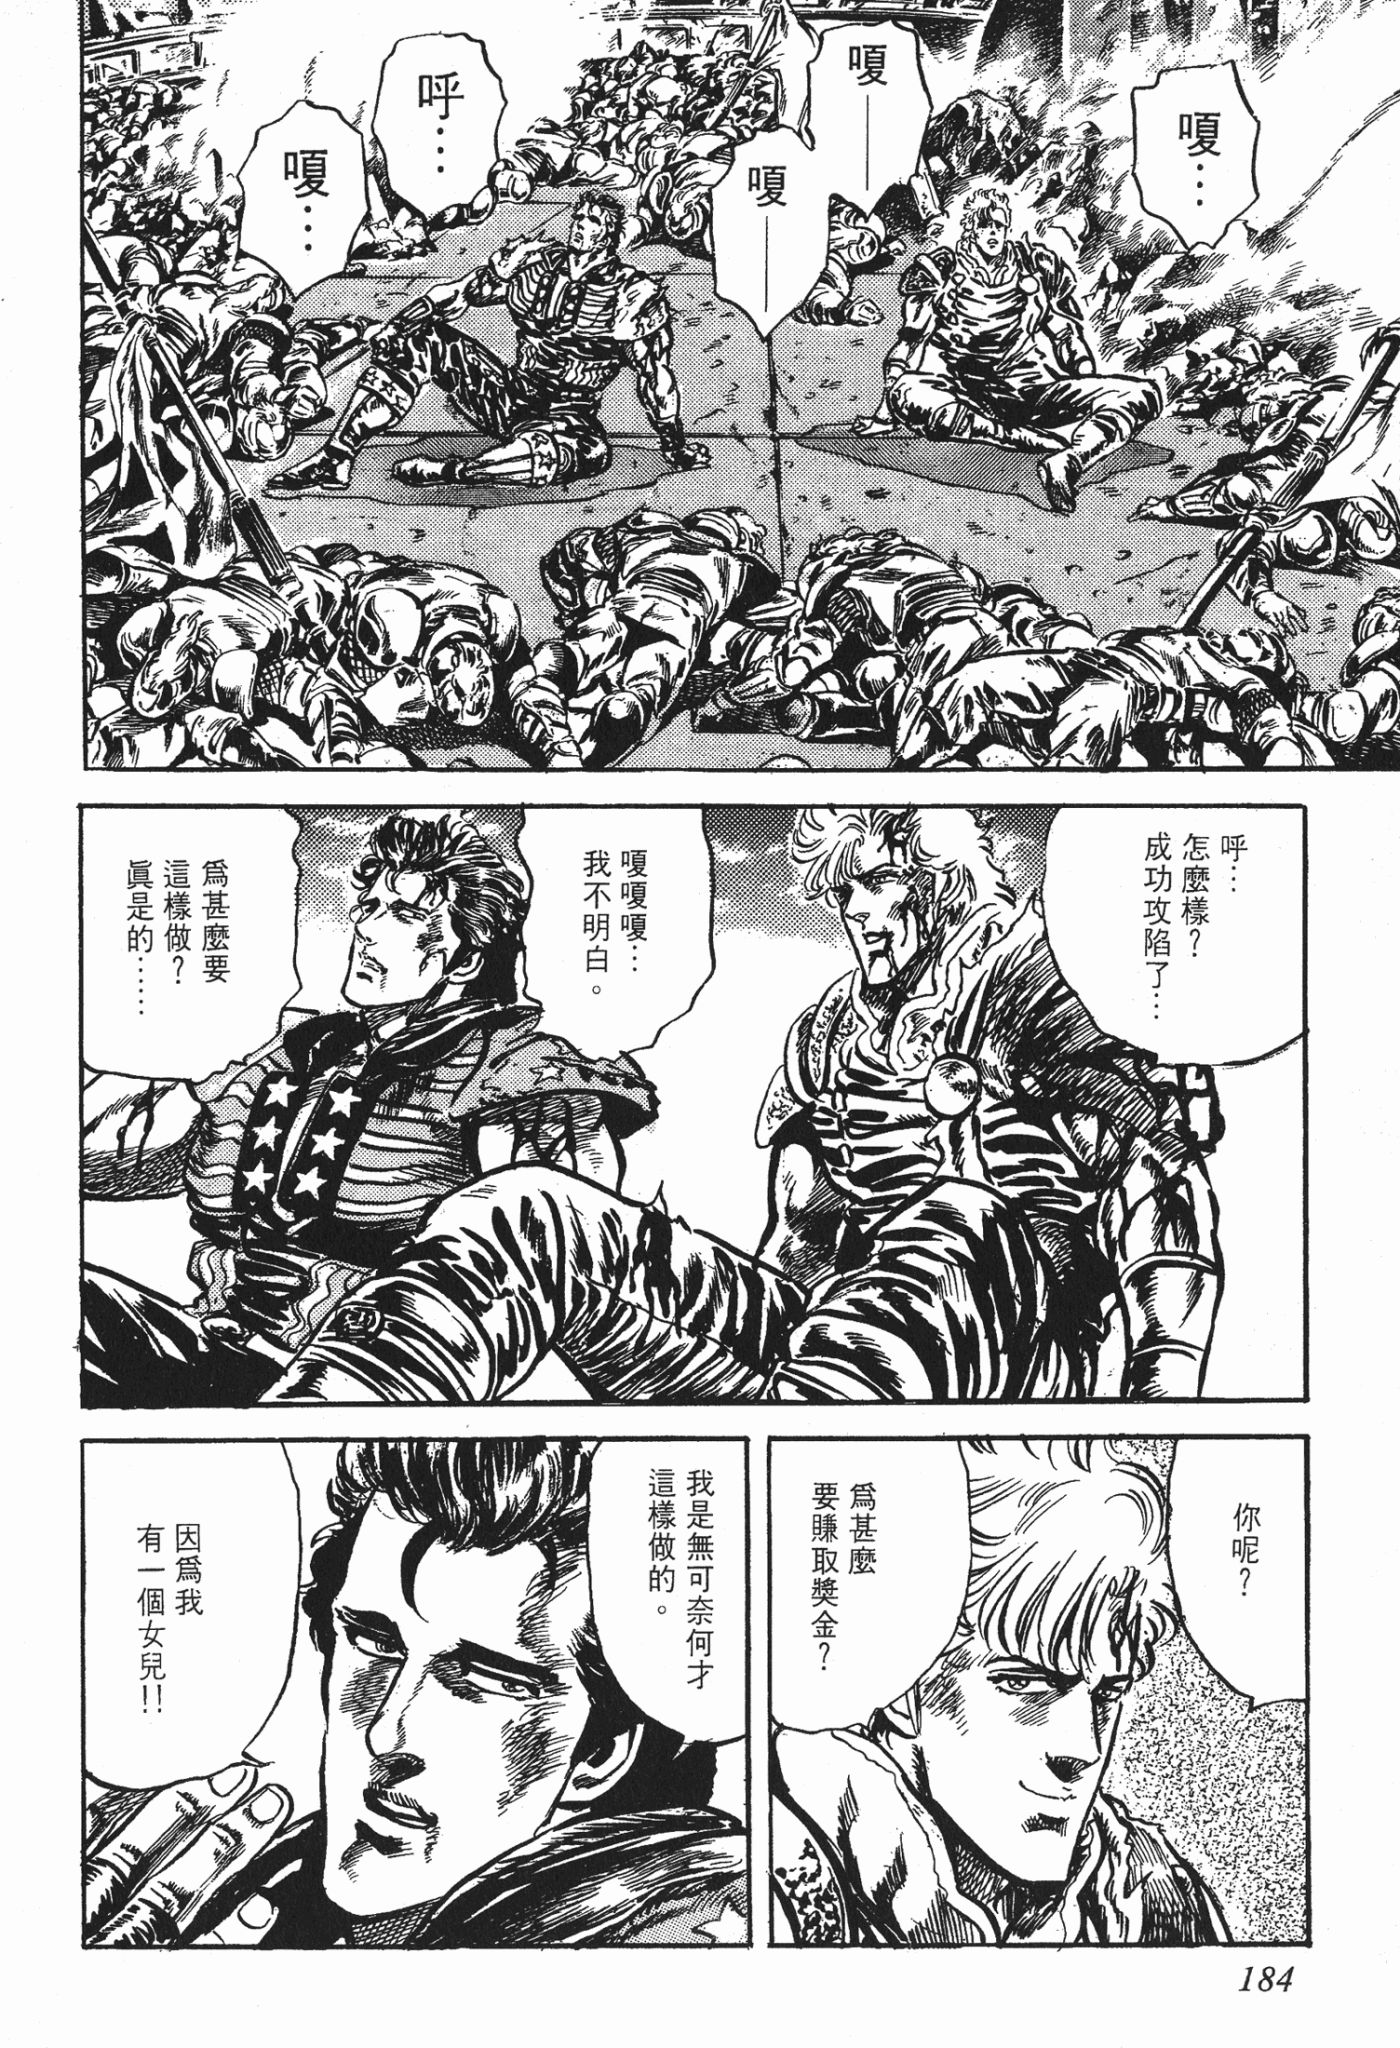 嗄…
嗄——
嗄——
呼…
嗄…
呼…
怎麼樣？
成功攻陷了…
嗄嗄嗄…
我不明白。
爲甚麼要
這樣做？
眞是的……
你呢？
爲甚麼
要賺取獎金？
我是無可奈何才
這樣做的。
因爲我
有一個女兒!!
184